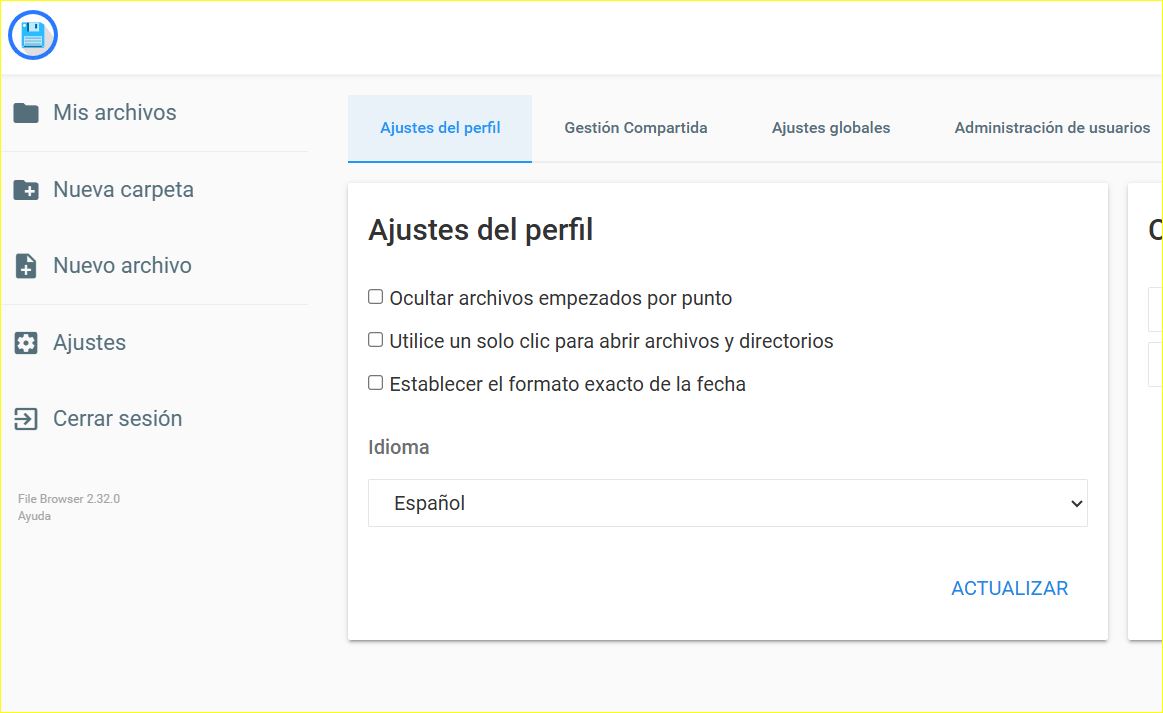 Mis archivos
Nueva carpeta
Nuevo archivo
Ajustes
Cerrar sesión
File Browser 2.32.0
Ayuda
Ajustes del perfil
Gestión Compartida
Ajustes globales
Administración de usuarios
Ajustes del perfil
Ocultar archivos empezados por punto
Utilice un solo clic para abrir archivos y directorios
Establecer el formato exacto de la fecha
Idioma
Español
ACTUALIZAR